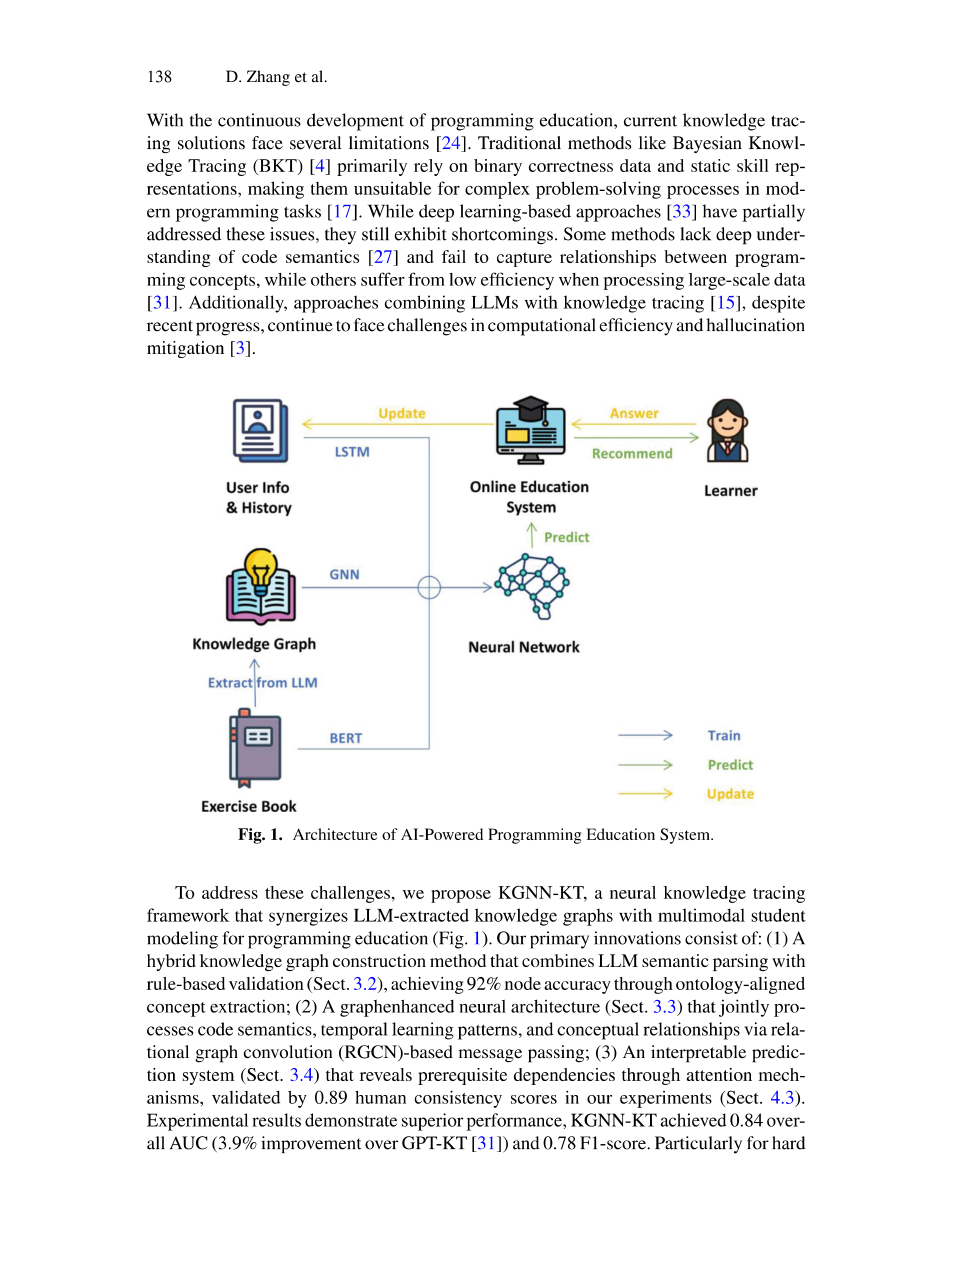 138 D. Zhang et al.
With the continuous development of programming education, current knowledge trac-
ing solutions face several limitations [24]. Traditional methods like Bayesian Knowl-
edge Tracing (BKT) [4] primarily rely on binary correctness data and static skill rep-
resentations, making them unsuitable for complex problem-solving processes in mod-
ern programming tasks [17]. While deep learning-based approaches [33] have partially
addressed these issues, they still exhibit shortcomings. Some methods lack deep under-
standing of code semantics [27] and fail to capture relationships between program-
ming concepts, while others suffer from low efficiency when processing large-scale data
[31]. Additionally, approaches combining LLMs with knowledge tracing [15], despite
recent progress, continue to face challenges in computational efficiency and hallucination
mitigation [3].
Update
Answer
LSTM
Recommend
User Info
& History
Online Education
System
Learner
Predict
GNN
Knowledge Graph
Neural Network
Extract from LLM
BERT
Train
Predict
Update
Exercise Book
Fig. 1. Architecture of AI-Powered Programming Education System.
To address these challenges, we propose KGNN-KT, a neural knowledge tracing
framework that synergizes LLM-extracted knowledge graphs with multimodal student
modeling for programming education (Fig. 1). Our primary innovations consist of: (1) A
hybrid knowledge graph construction method that combines LLM semantic parsing with
rule-based validation (Sect. 3.2), achieving 92% node accuracy through ontology-aligned
concept extraction; (2) A graphenhanced neural architecture (Sect. 3.3) that jointly pro-
cesses code semantics, temporal learning patterns, and conceptual relationships via rela-
tional graph convolution (RGCN)-based message passing; (3) An interpretable predic-
tion system (Sect. 3.4) that reveals prerequisite dependencies through attention mech-
anisms, validated by 0.89 human consistency scores in our experiments (Sect. 4.3).
Experimental results demonstrate superior performance, KGNN-KT achieved 0.84 over-
all AUC (3.9% improvement over GPT-KT [31]) and 0.78 F1-score. Particularly for hard